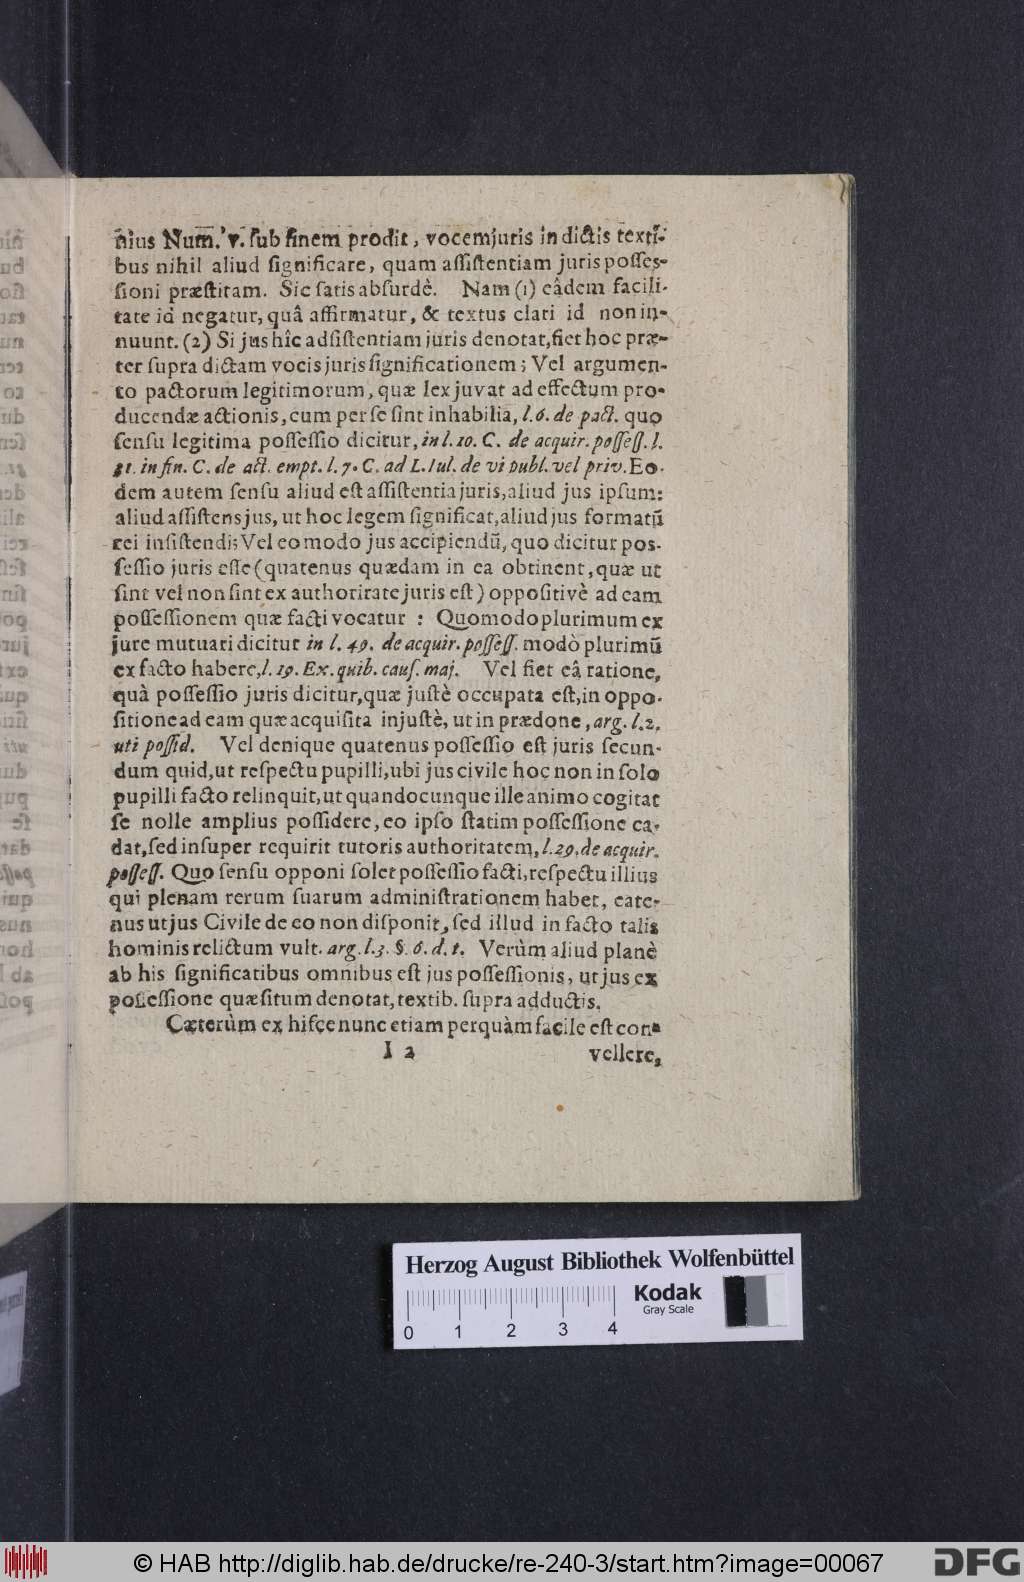 nius Num. v. ſub finem prodit, vocem juris in dictis texti-
bus nihil aliud ſignificare, quam aſſiſtentiam juris poſſeſ-
ſioni præſtitam. Sic ſatis abſurdè. Nam (1) eâdem facili-
tate id negatur, quâ affirmatur, & textus clari id non in-
nuunt. (2) Si jus hîc adſiſtentiam juris denotat, fiet hoc præ-
ter ſupra dictam vocis juris ſignificationem; Vel argumen-
to pactorum legitimorum, quæ lex juvat ad effectum pro-
ducendæ actionis, cum per ſe ſint inhabilia, l. 6. de pact. quo
ſenſu legitima poſſeſſio dicitur, in l. 10. C. de acquir. poſſeſſ. l.
81. in fin. C. de act. empt. l. 7. C. ad L. Iul. de vi publ. vel priv. Eo-
dem autem ſenſu aliud eſt aſſiſtentia juris, aliud jus ipſum:
aliud aſſiſtens jus, ut hoc legem ſignificat, aliud jus formatũ
rei inſiſtendi; Vel eo modo jus accipiendũ, quo dicitur poſ-
ſeſſio juris eſſe (quatenus quædam in ea obtinent, quæ ut
ſint vel non ſint ex authoritate juris eſt) oppoſitivè ad eam
poſſeſſionem quæ facti vocatur : Quomodo plurimum ex
jure mutuari dicitur in l. 49. de acquir. poſſeſſ. modò plurimũ
ex facto habere, l. 19. Ex. quib. cauſ. maj. Vel fiet eâ ratione,
quà poſſeſſio juris dicitur, quæ juſtè occupata eſt, in oppo-
ſitione ad eam quæ acquiſita injuſtè, ut in prædone, arg. l. 2.
uti poſſid. Vel denique quatenus poſſeſſio eſt juris ſecun-
dum quid, ut reſpectu pupilli, ubi jus civile hoc non in ſolo
pupilli facto relinquit, ut quandocunque ille animo cogitat
ſe nolle amplius poſſidere, eo ipſo ſtatim poſſeſſione ca-
dat, ſed inſuper requirit tutoris authoritatem, l. 29. de acquir.
poſſeſſ. Quo ſenſu opponi ſolet poſſeſſio facti, reſpectu illius
qui plenam rerum ſuarum adminiſtrationem habet, eate-
nus ut jus Civile de eo non diſponit, ſed illud in facto talis
hominis relictum vult. arg. l. 3. §. 6. d. t. Verùm aliud planè
ab his ſignificatibus omnibus eſt jus poſſeſſionis, ut jus ex
poſſeſſione quæſitum denotat, textib. ſupra adductis.
Cæterùm ex hiſce nunc etiam perquàm facile eſt con-
I 2 vellere,
Herzog August Bibliothek Wolfenbüttel
Kodak
Gray Scale
0 1 2 3 4
© HAB http://diglib.hab.de/drucke/re-240-3/start.htm?image=00067
DFG